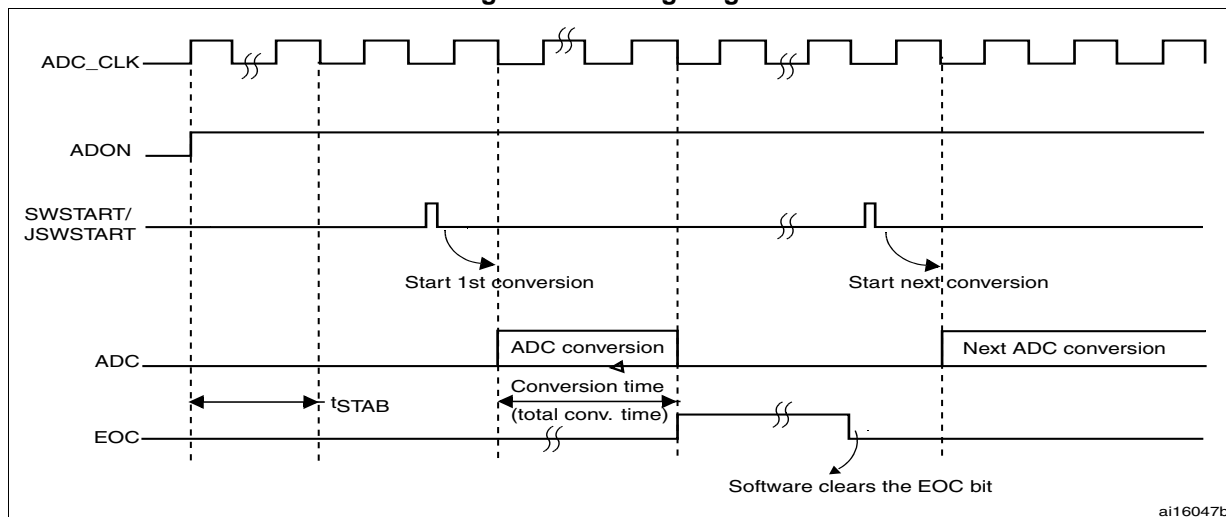 ADC_CLK
ADON
SWSTART/
JSWSTART
Start 1st conversion
Start next conversion
ADC
ADC conversion
Next ADC conversion
Conversion time
(total conv. time)
tSTAB
EOC
Software clears the EOC bit
ai16047b